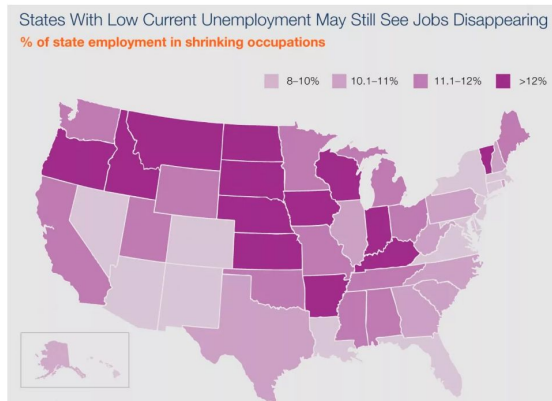 States With Low Current Unemployment May Still See Jobs Disappearing
% of state employment in shrinking occupations
8–10% 10.1–11% 11.1–12% >12%